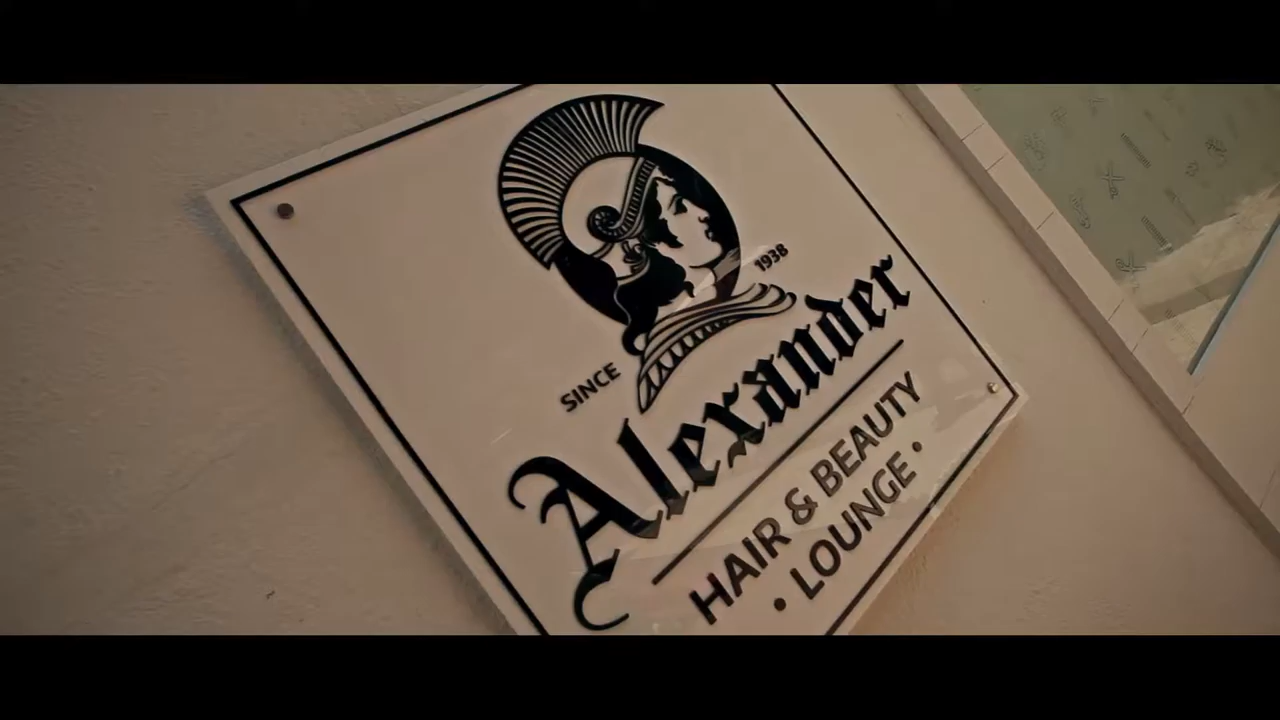 SINCE 1938
Alexander
HAIR & BEAUTY
• LOUNGE •